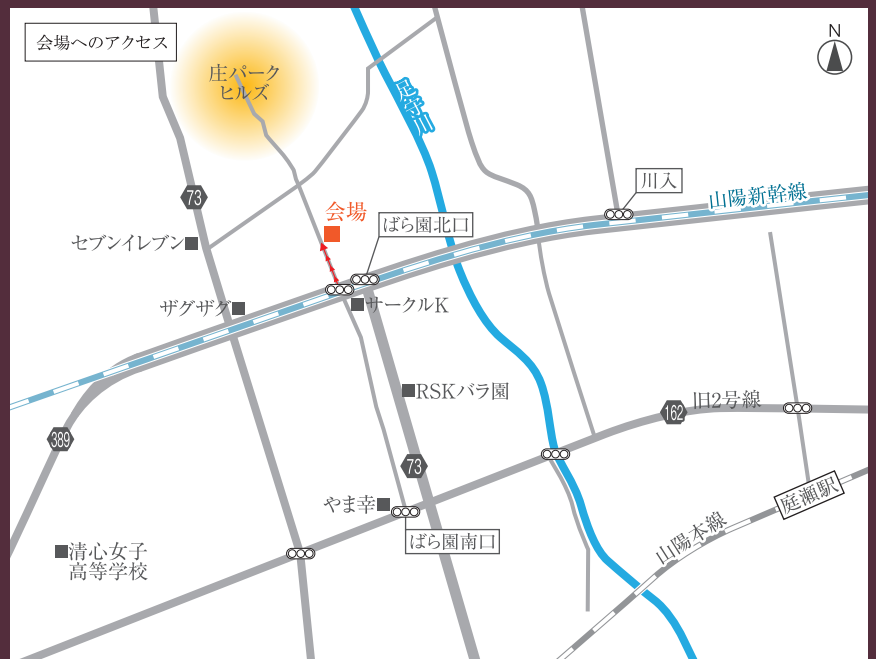 会場へのアクセス
N
庄パーク
ヒルズ
足守川
73
川入
山陽新幹線
会場
ばら園北口
セブンイレブン
ザグザグ
サークルK
RSKバラ園
162
旧2号線
389
73
やま幸
庭瀬駅
ばら園南口
山陽本線
清心女子
高等学校